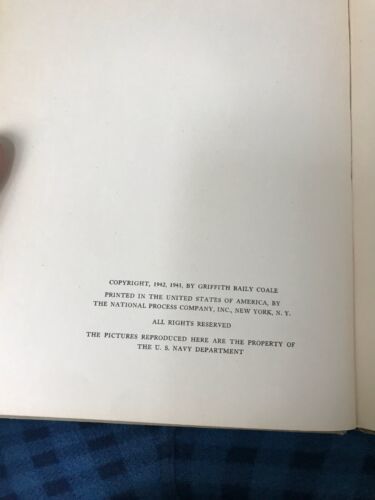 COPYRIGHT, 1942, 1941, BY GRIFFITH BAILY COALE
PRINTED IN THE UNITED STATES OF AMERICA, BY
THE NATIONAL PROCESS COMPANY, INC., NEW YORK, N. Y.
ALL RIGHTS RESERVED
THE PICTURES REPRODUCED HERE ARE THE PROPERTY OF
THE U. S. NAVY DEPARTMENT